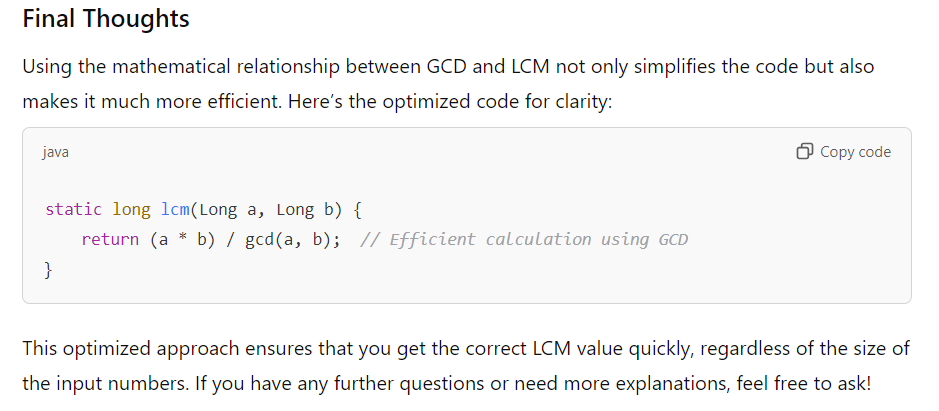 Final Thoughts
Using the mathematical relationship between GCD and LCM not only simplifies the code but also
makes it much more efficient. Here’s the optimized code for clarity:
java
Copy code
static long lcm(Long a, Long b) {
    return (a * b) / gcd(a, b);  // Efficient calculation using GCD
}
This optimized approach ensures that you get the correct LCM value quickly, regardless of the size of
the input numbers. If you have any further questions or need more explanations, feel free to ask!